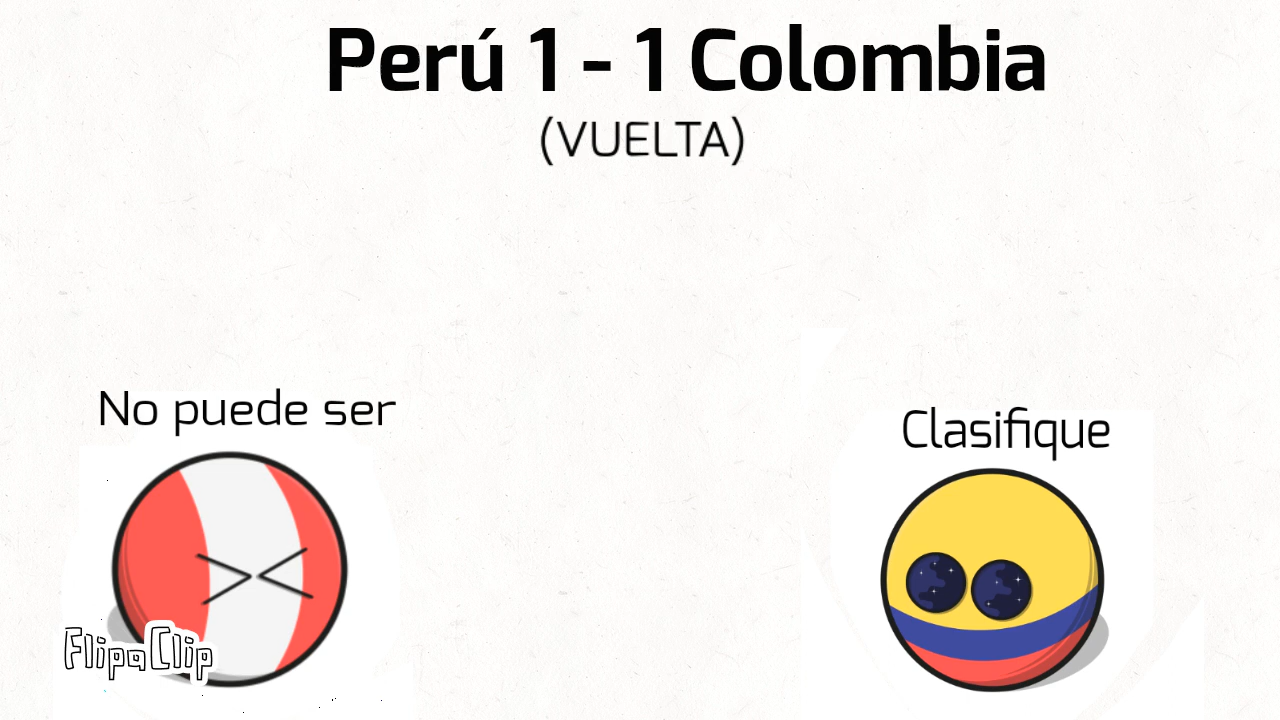 Perú 1 - 1 Colombia
(VUELTA)
No puede ser
Clasifique
FlipaClip